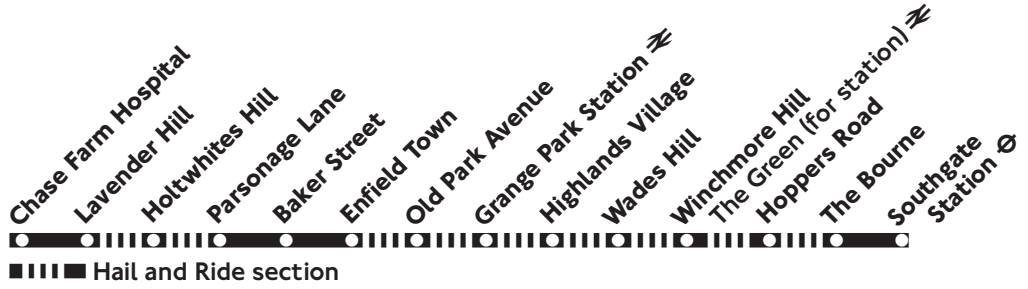 Chase Farm Hospital
Lavender Hill
Holtwhites Hill
Parsonage Lane
Baker Street
Enfield Town
Old Park Avenue
Grange Park Station
Highlands Village
Wades Hill
Winchmore Hill
The Green (for station)
Hoppers Road
The Bourne
Southgate
Station
Hail and Ride section